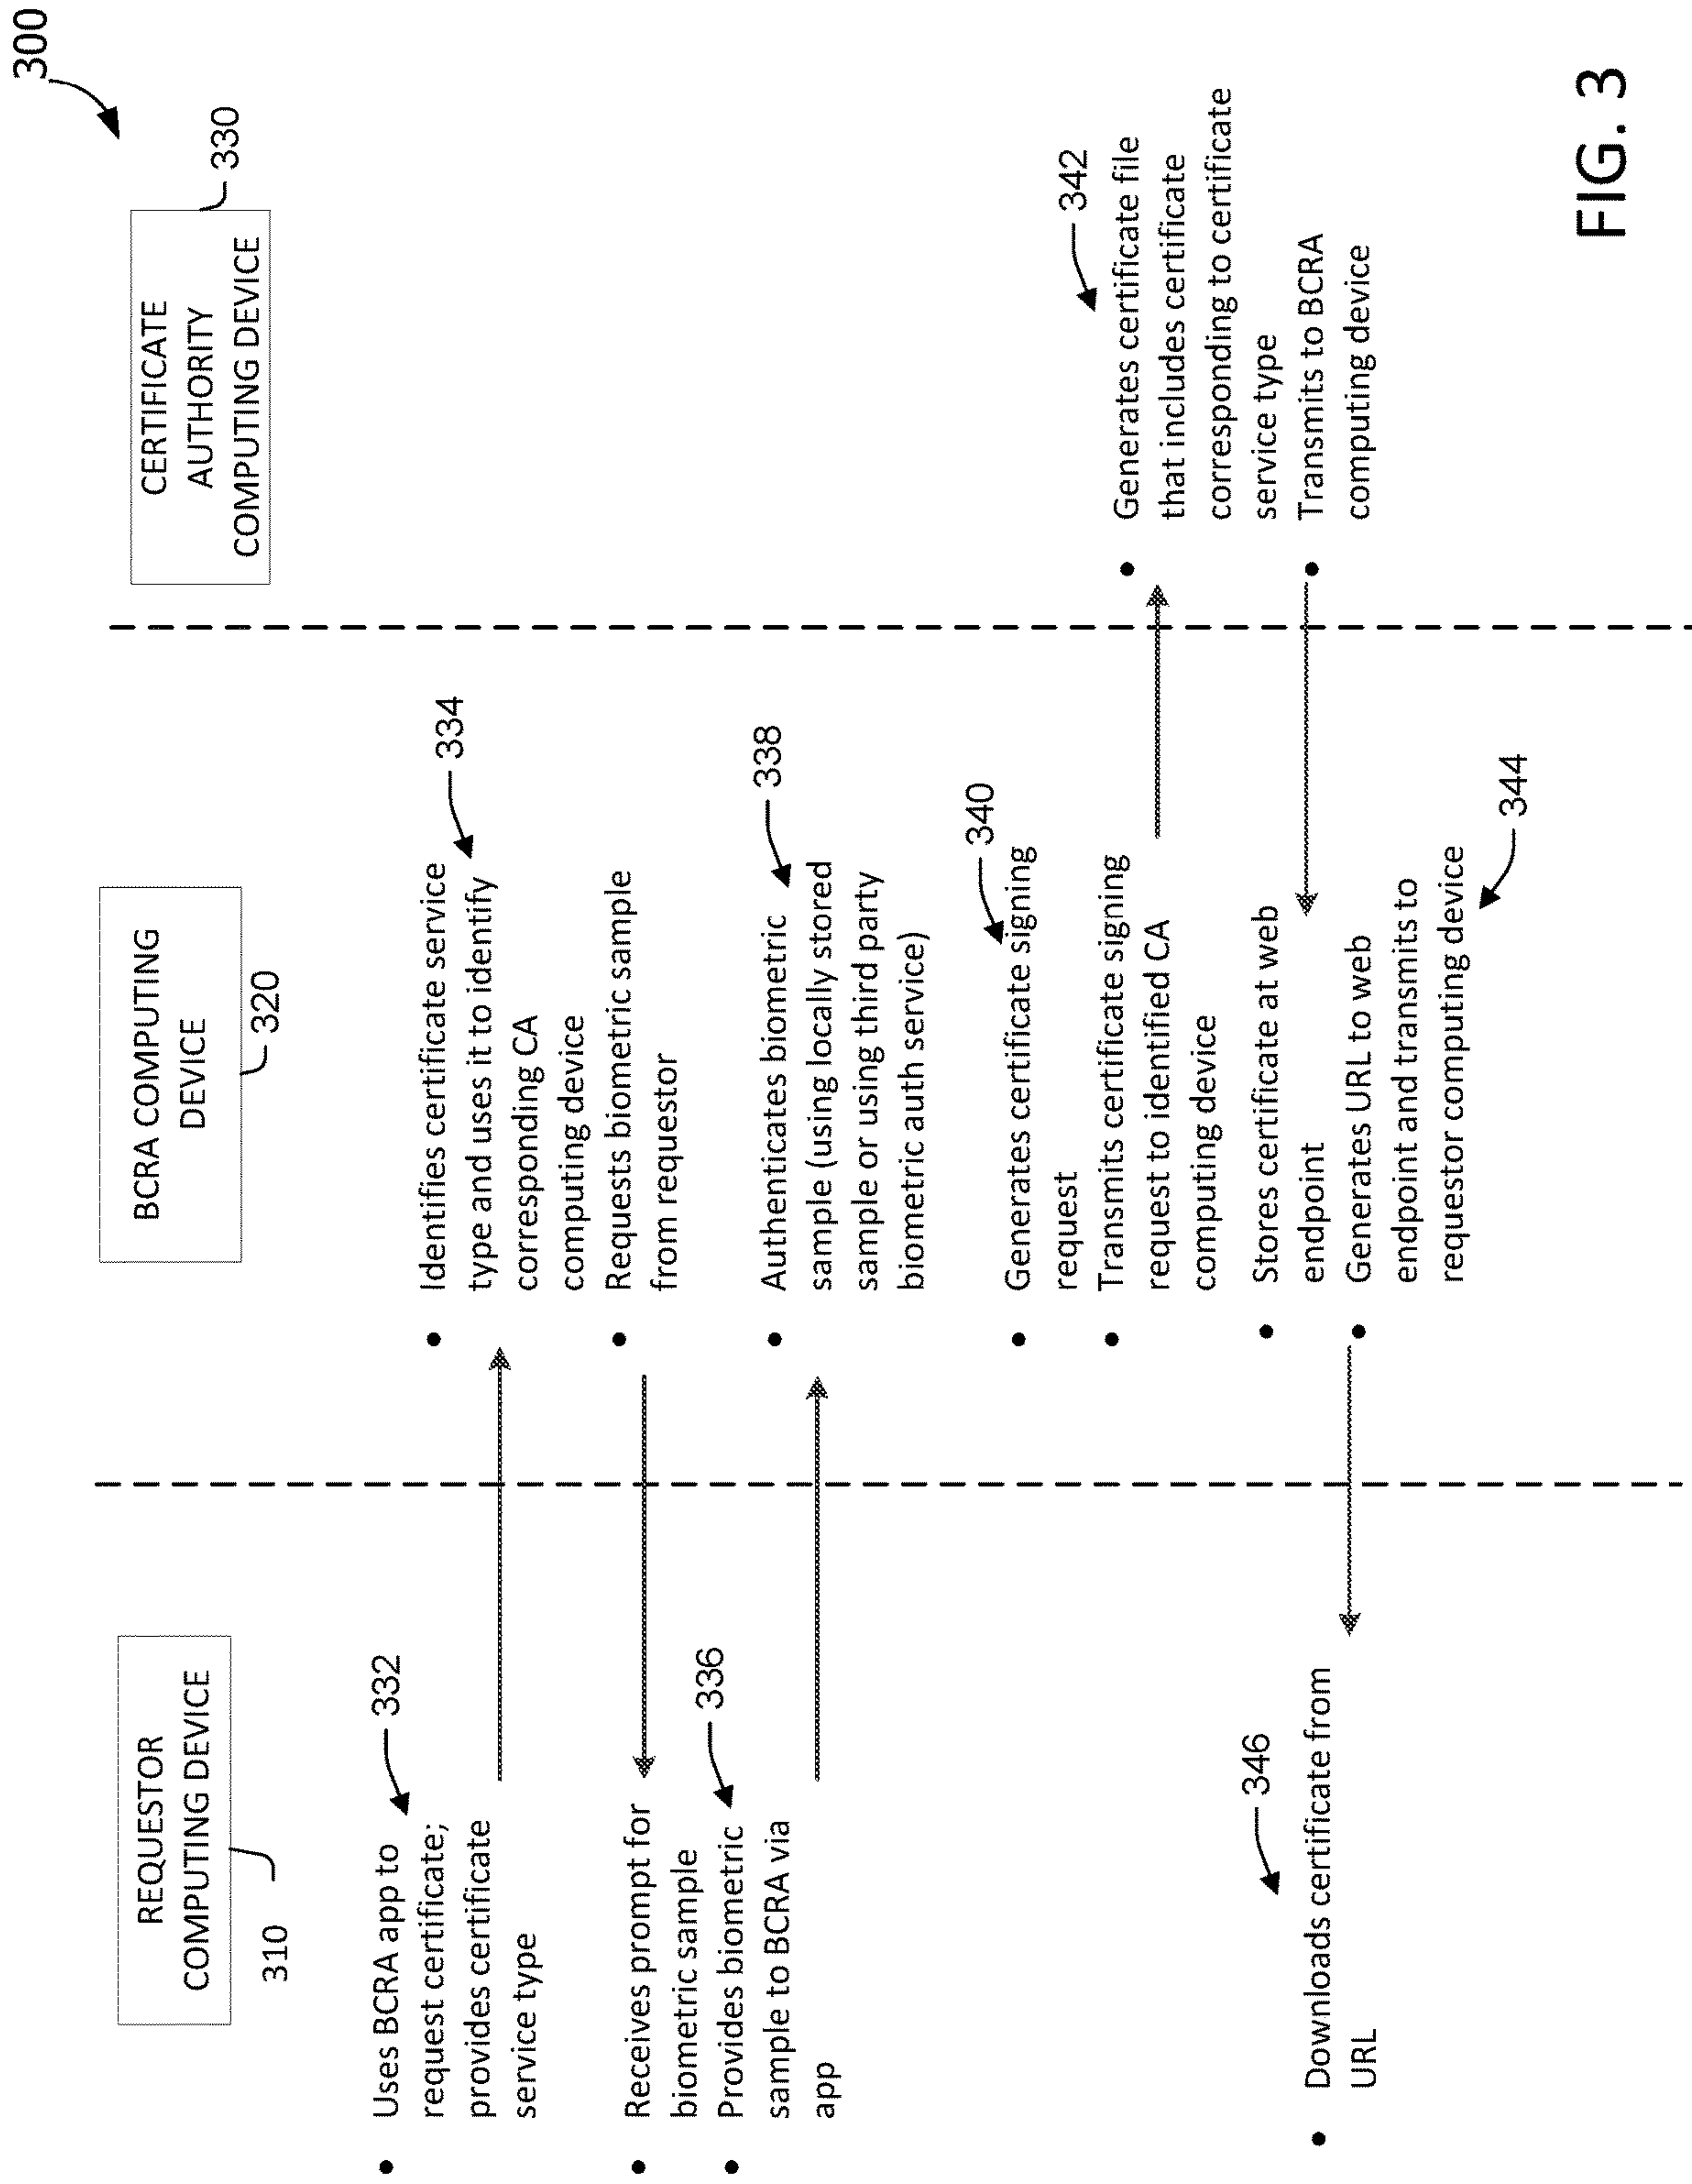 300
REQUESTOR
COMPUTING DEVICE
310
BCRA COMPUTING
DEVICE
320
CERTIFICATE
AUTHORITY
COMPUTING DEVICE
330
332
• Uses BCRA app to
request certificate;
provides certificate
service type
334
• Identifies certificate service
type and uses it to identify
corresponding CA
computing device
• Requests biometric sample
from requestor
• Receives prompt for
biometric sample
336
• Provides biometric
sample to BCRA via
app
338
• Authenticates biometric
sample (using locally stored
sample or using third party
biometric auth service)
340
• Generates certificate signing
request
• Transmits certificate signing
request to identified CA
computing device
342
• Generates certificate file
that includes certificate
corresponding to certificate
service type
• Transmits to BCRA
computing device
• Stores certificate at web
endpoint
• Generates URL to web
endpoint and transmits to
requestor computing device
344
346
• Downloads certificate from
URL
FIG. 3